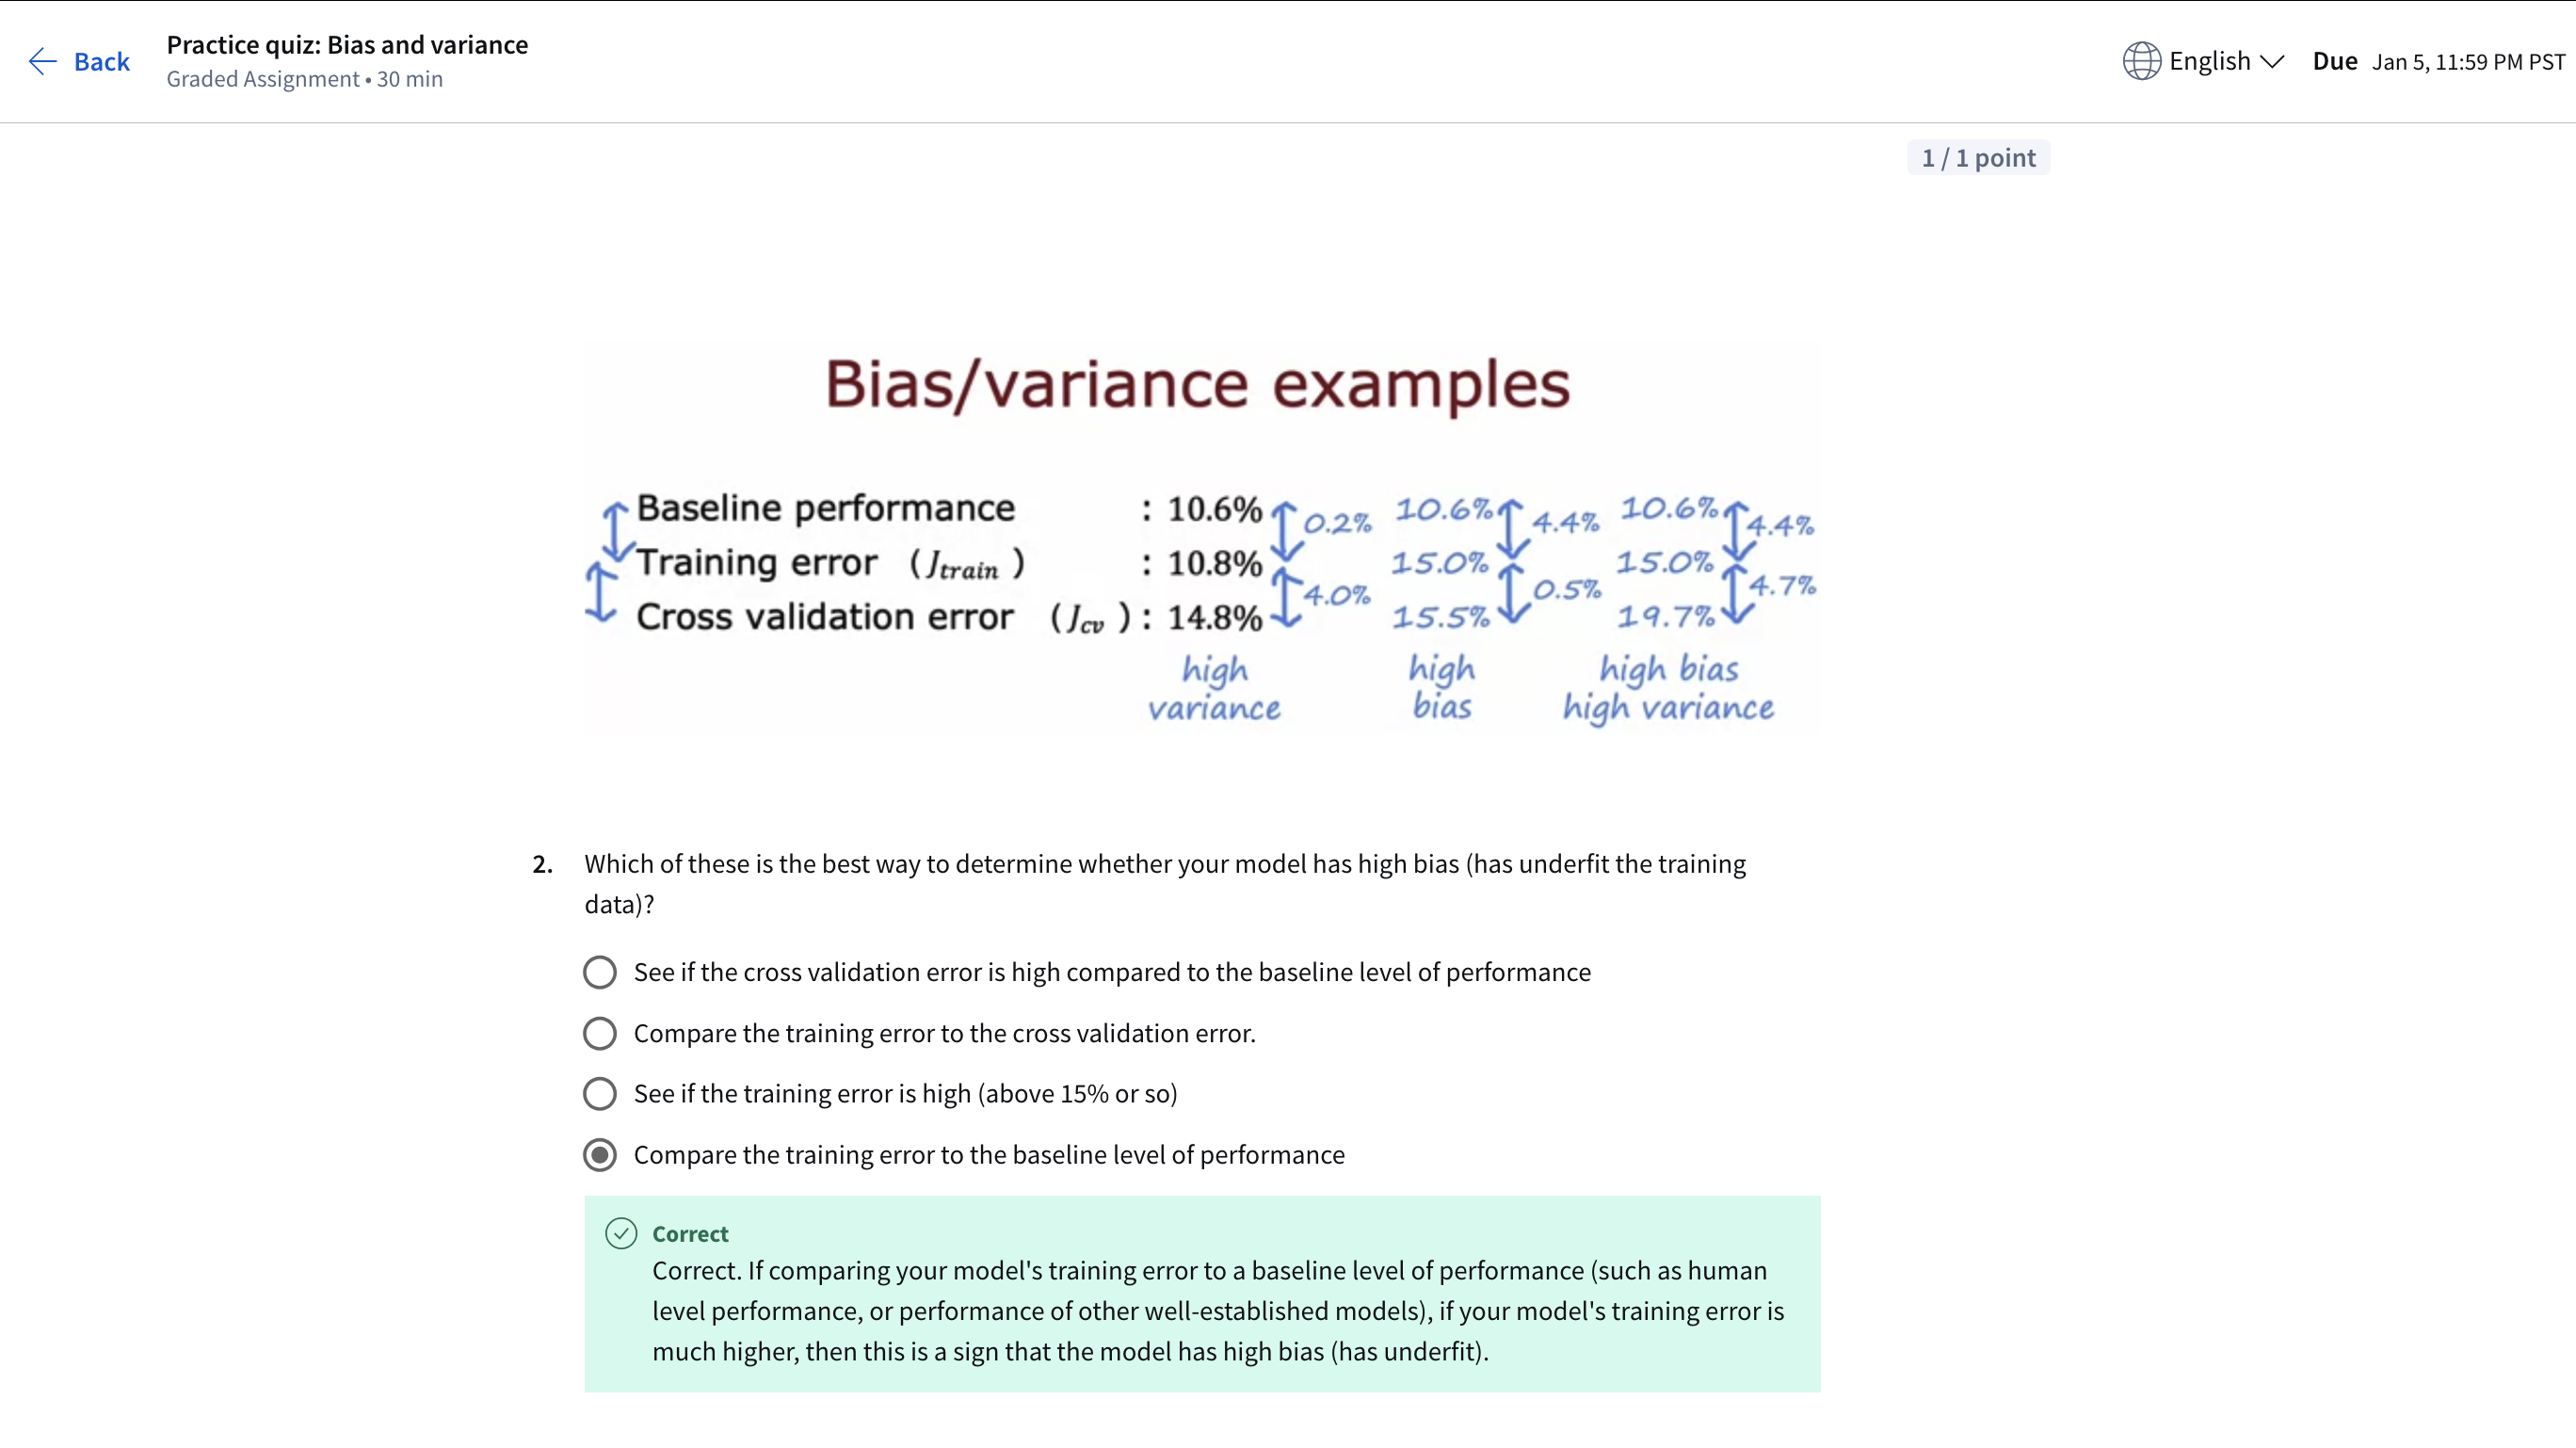 Back
Practice quiz: Bias and variance
Graded Assignment • 30 min
English
Due Jan 5, 11:59 PM PST
1 / 1 point
Bias/variance examples
Baseline performance : 10.6% 0.2% 10.6% 4.4% 10.6% 4.4%
Training error (Jtrain ) : 10.8% 15.0% 15.0%
4.0% 0.5% 4.7%
Cross validation error (Jcv ) : 14.8% 15.5% 19.7%
high variance
high bias
high bias
high variance
2. Which of these is the best way to determine whether your model has high bias (has underfit the training
data)?
See if the cross validation error is high compared to the baseline level of performance
Compare the training error to the cross validation error.
See if the training error is high (above 15% or so)
Compare the training error to the baseline level of performance
Correct
Correct. If comparing your model's training error to a baseline level of performance (such as human
level performance, or performance of other well-established models), if your model's training error is
much higher, then this is a sign that the model has high bias (has underfit).